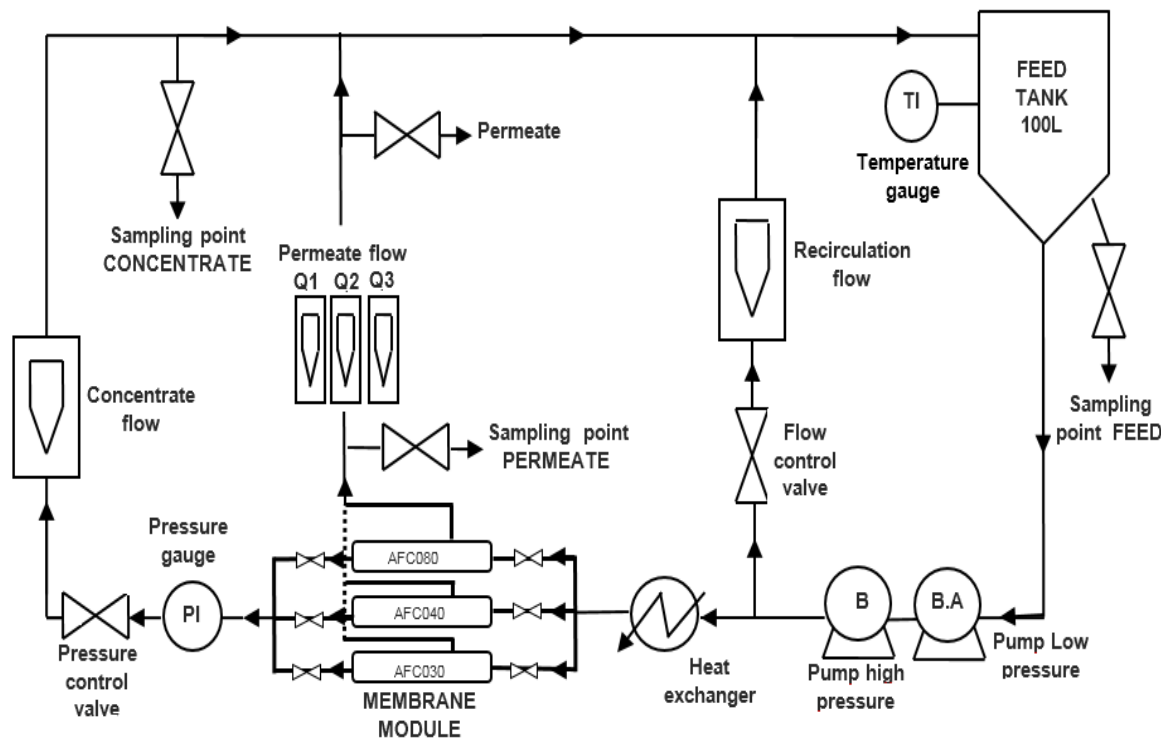 FEED
TANK
100L
TI
Temperature
gauge
Permeate
Sampling point
CONCENTRATE
Permeate flow
Q1 Q2 Q3
Recirculation
flow
Concentrate
flow
Sampling
point FEED
Sampling point
PERMEATE
Flow
control
valve
Pressure
gauge
AFC080
AFC040
AFC030
PI
B
B.A
Pump Low
pressure
Pump high
pressure
Heat
exchanger
Pressure
control
valve
MEMBRANE
MODULE